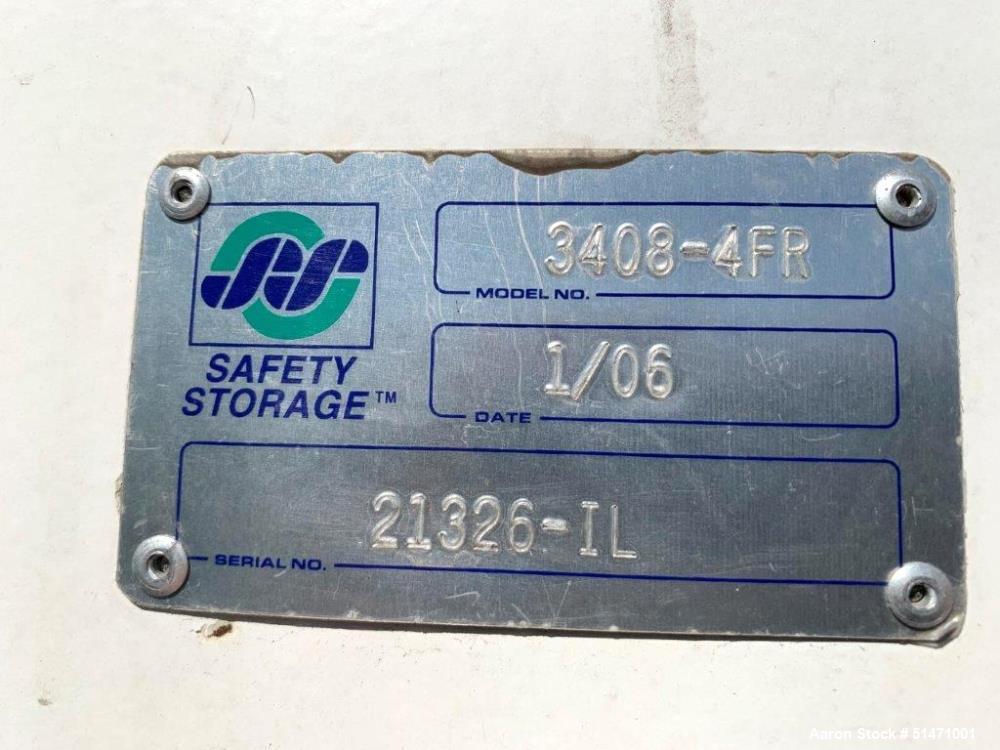 3408-4FR
MODEL NO.
SAFETY
STORAGE™
1/06
DATE
21326-IL
SERIAL NO.
Aaron Stock # 51471001